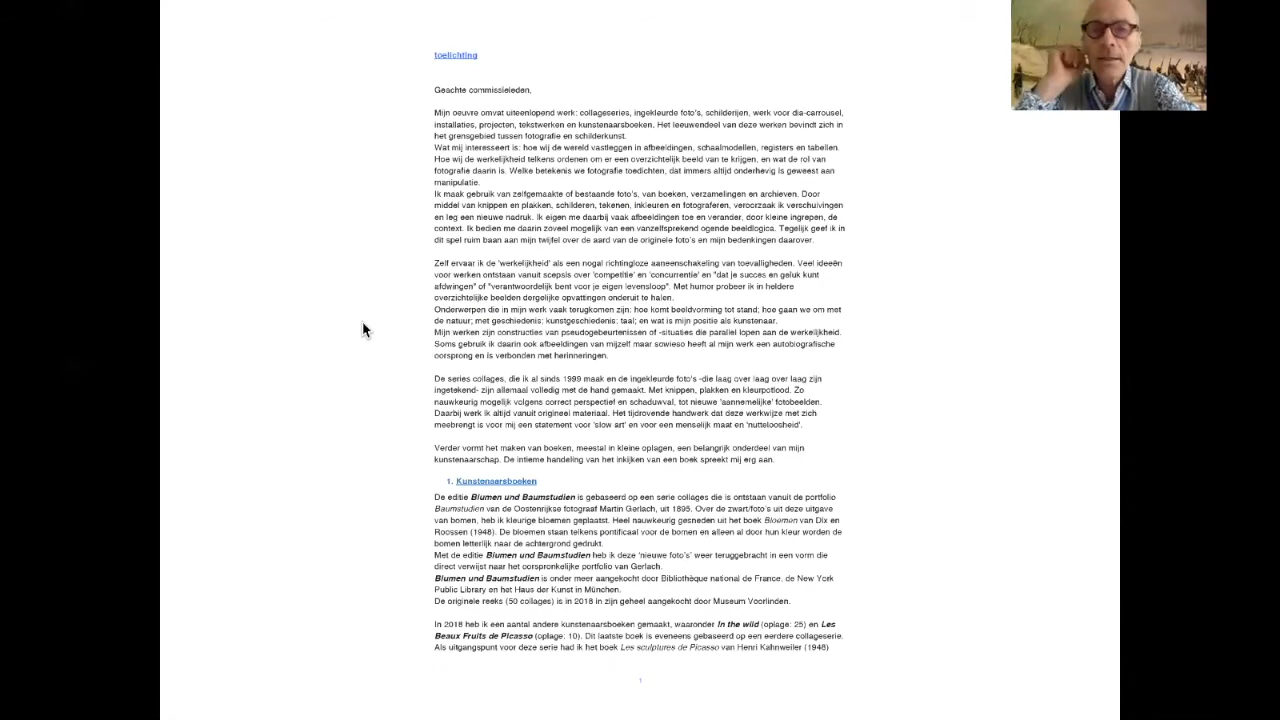 toelichting
Geachte commissieleden,
Mijn oeuvre omvat uiteenlopend werk: collageseries, ingekleurde foto's, schilderijen, werk voor dia-carrousel,
installaties, projecten, tekstwerken en kunstenaarsboeken. Het leeuwendeel van deze werken bevindt zich in
het grensgebied tussen fotografie en schilderkunst.
Wat mij interesseert is: hoe wij de wereld vastleggen in afbeeldingen, schaalmodellen, registers en tabellen.
Hoe wij de werkelijkheid telkens ordenen om er een overzichtelijk beeld van te krijgen, en wat de rol van
fotografie daarin is. Welke betekenis we fotografie toedichten, dat immers altijd onderhevig is geweest aan
manipulatie.
Ik maak gebruik van zelfgemaakte of bestaande foto's, van boeken, verzamelingen en archieven. Door
middel van knippen en plakken, schilderen, tekenen, inkleuren en fotograferen, veroorzaak ik verschuivingen
en leg een nieuwe nadruk. Ik eigen me daarbij vaak afbeeldingen toe en verander, door kleine ingrepen, de
context. Ik bedien me daarin zoveel mogelijk van een vanzelfsprekend ogende beeldlogica. Tegelijk geef ik in
dit spel ruim baan aan mijn twijfel over de aard van de originele foto's en mijn bedenkingen daarover.
Zelf ervaar ik de 'werkelijkheid' als een nogal richtingloze aaneenschakeling van toevalligheden. Veel ideeën
voor werken ontstaan vanuit scepsis over 'competitie' en 'concurrentie' en "dat je succes en geluk kunt
afdwingen" of "verantwoordelijk bent voor je eigen levensloop". Met humor probeer ik in heldere
overzichtelijke beelden dergelijke opvattingen onderuit te halen.
Onderwerpen die in mijn werk vaak terugkomen zijn: hoe komt beeldvorming tot stand; hoe gaan we om met
de natuur; met geschiedenis; kunstgeschiedenis; taal; en wat is mijn positie als kunstenaar.
Mijn werken zijn constructies van pseudogebeurtenissen of -situaties die parallel lopen aan de werkelijkheid.
Soms gebruik ik daarin ook afbeeldingen van mijzelf maar sowieso heeft al mijn werk een autobiografische
oorsprong en is verbonden met herinneringen.
De series collages, die ik al sinds 1999 maak en de ingekleurde foto's -die laag over laag over laag zijn
ingetekend- zijn allemaal volledig met de hand gemaakt. Met knippen, plakken en kleurpotlood. Zo
nauwkeurig mogelijk volgens correct perspectief en schaduwval, tot nieuwe 'aannemelijke' fotobeelden.
Daarbij werk ik altijd vanuit origineel materiaal. Het tijdrovende handwerk dat deze werkwijze met zich
meebrengt is voor mij een statement voor 'slow art' en voor een menselijk maat en 'nutteloosheid'.
Verder vormt het maken van boeken, meestal in kleine oplagen, een belangrijk onderdeel van mijn
kunstenaarschap. De intieme handeling van het inkijken van een boek spreekt mij erg aan.
1. Kunstenaarsboeken
De editie Blumen und Baumstudien is gebaseerd op een serie collages die is ontstaan vanuit de portfolio
Baumstudien van de Oostenrijkse fotograaf Martin Gerlach, uit 1895. Over de zwart/foto's uit deze uitgave
van bomen, heb ik kleurige bloemen geplaatst. Heel nauwkeurig gesneden uit het boek Bloemen van Dix en
Roossen (1948). De bloemen staan telkens pontificaal voor de bomen en alleen al door hun kleur worden de
bomen letterlijk naar de achtergrond gedrukt.
Met de editie Blumen und Baumstudien heb ik deze 'nieuwe foto's' weer teruggebracht in een vorm die
direct verwijst naar het oorspronkelijke portfolio van Gerlach.
Blumen und Baumstudien is onder meer aangekocht door Bibliothèque national de France, de New York
Public Library en het Haus der Kunst in München.
De originele reeks (50 collages) is in 2018 in zijn geheel aangekocht door Museum Voorlinden.
In 2018 heb ik een aantal andere kunstenaarsboeken gemaakt, waaronder In the wild (oplage: 25) en Les
Beaux Fruits de Picasso (oplage: 10). Dit laatste boek is eveneens gebaseerd op een eerdere collageserie.
Als uitgangspunt voor deze serie had ik het boek Les sculptures de Picasso van Henri Kahnweiler (1948)
1